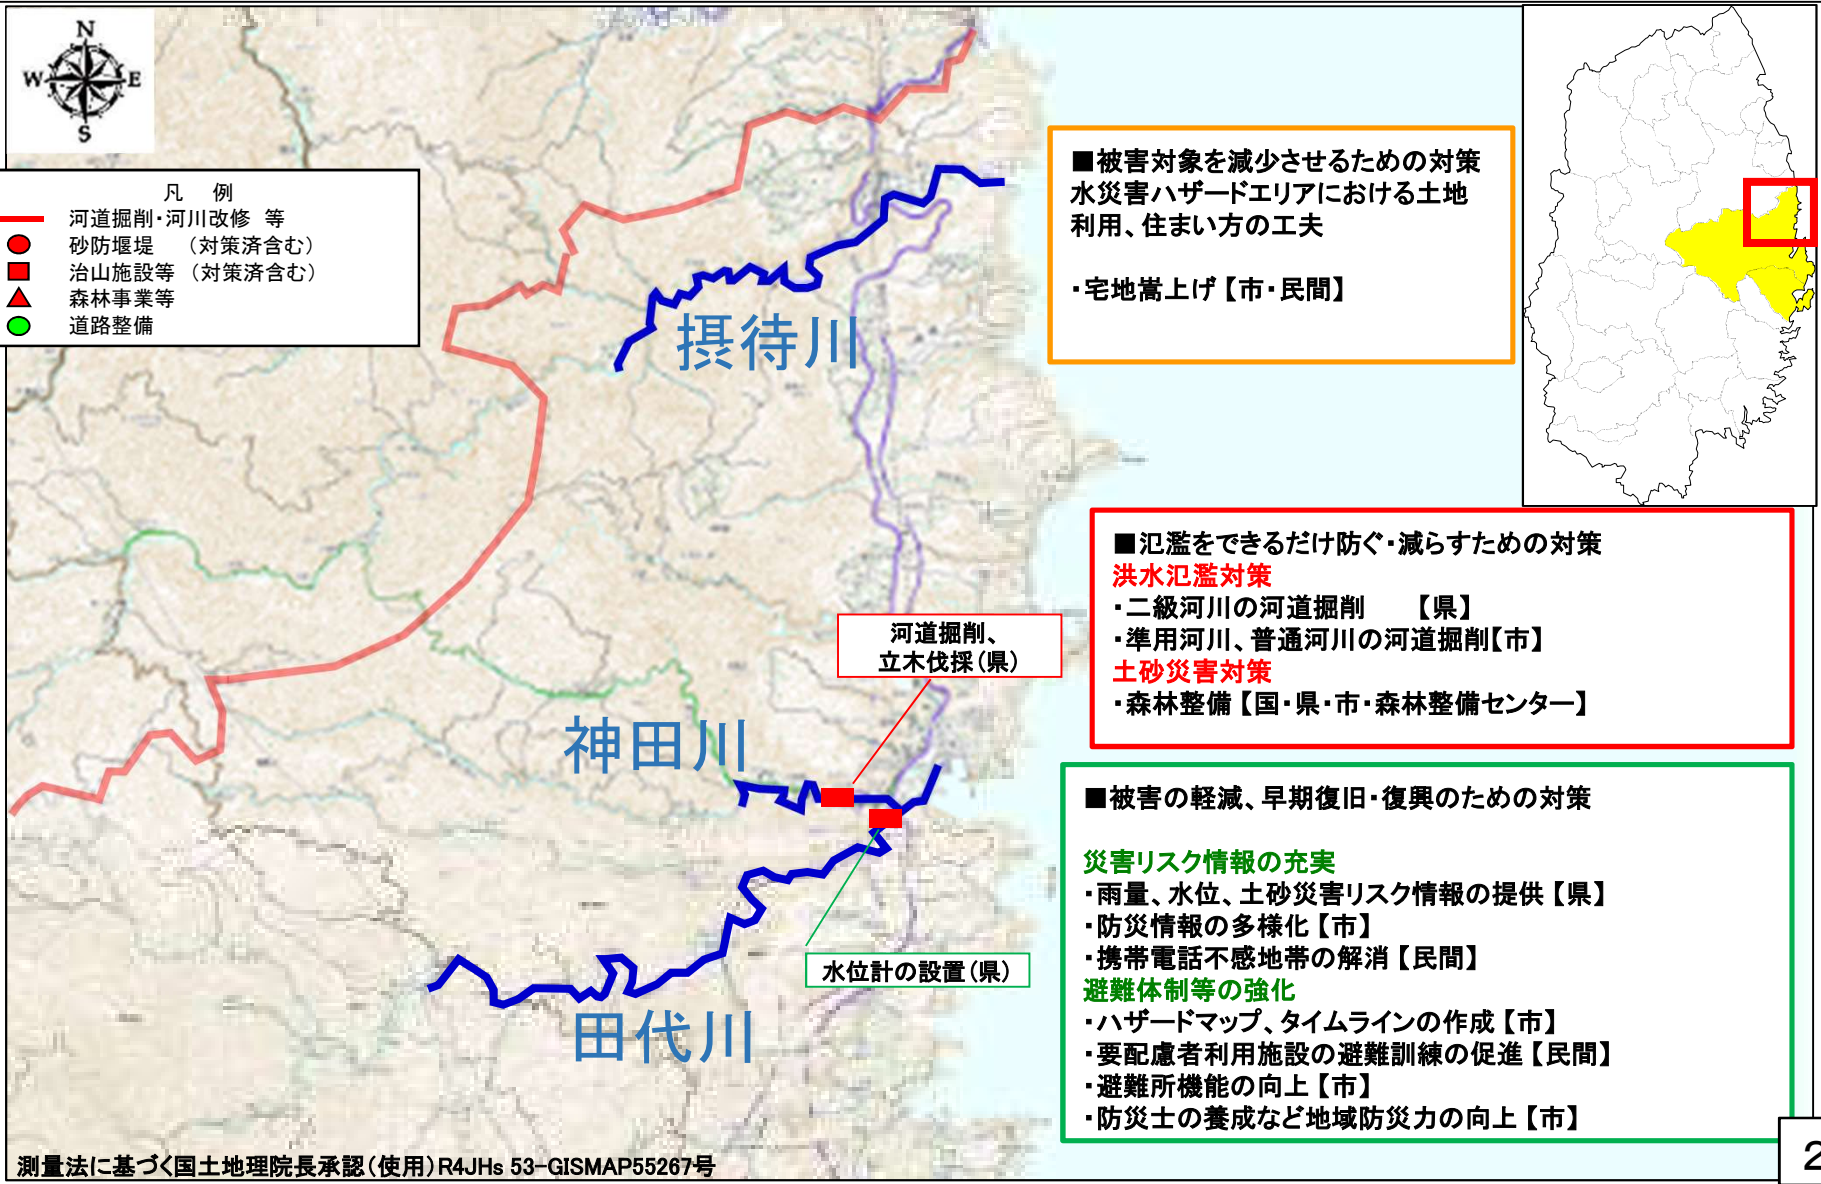 N
W E
S
凡 例
河道掘削・河川改修 等
砂防堰堤 （対策済含む）
治山施設等 （対策済含む）
森林事業等
道路整備
摂待川
■被害対象を減少させるための対策
水災害ハザードエリアにおける土地
利用、住まい方の工夫
・宅地嵩上げ【市・民間】
■氾濫をできるだけ防ぐ・減らすための対策
洪水氾濫対策
・二級河川の河道掘削 【県】
・準用河川、普通河川の河道掘削【市】
土砂災害対策
・森林整備【国・県・市・森林整備センター】
河道掘削、
立木伐採（県）
神田川
水位計の設置（県）
田代川
■被害の軽減、早期復旧・復興のための対策
災害リスク情報の充実
・雨量、水位、土砂災害リスク情報の提供【県】
・防災情報の多様化【市】
・携帯電話不感地帯の解消【民間】
避難体制等の強化
・ハザードマップ、タイムラインの作成【市】
・要配慮者利用施設の避難訓練の促進【民間】
・避難所機能の向上【市】
・防災士の養成など地域防災力の向上【市】
測量法に基づく国土地理院長承認（使用）R4JHs 53-GISMAP55267号
2